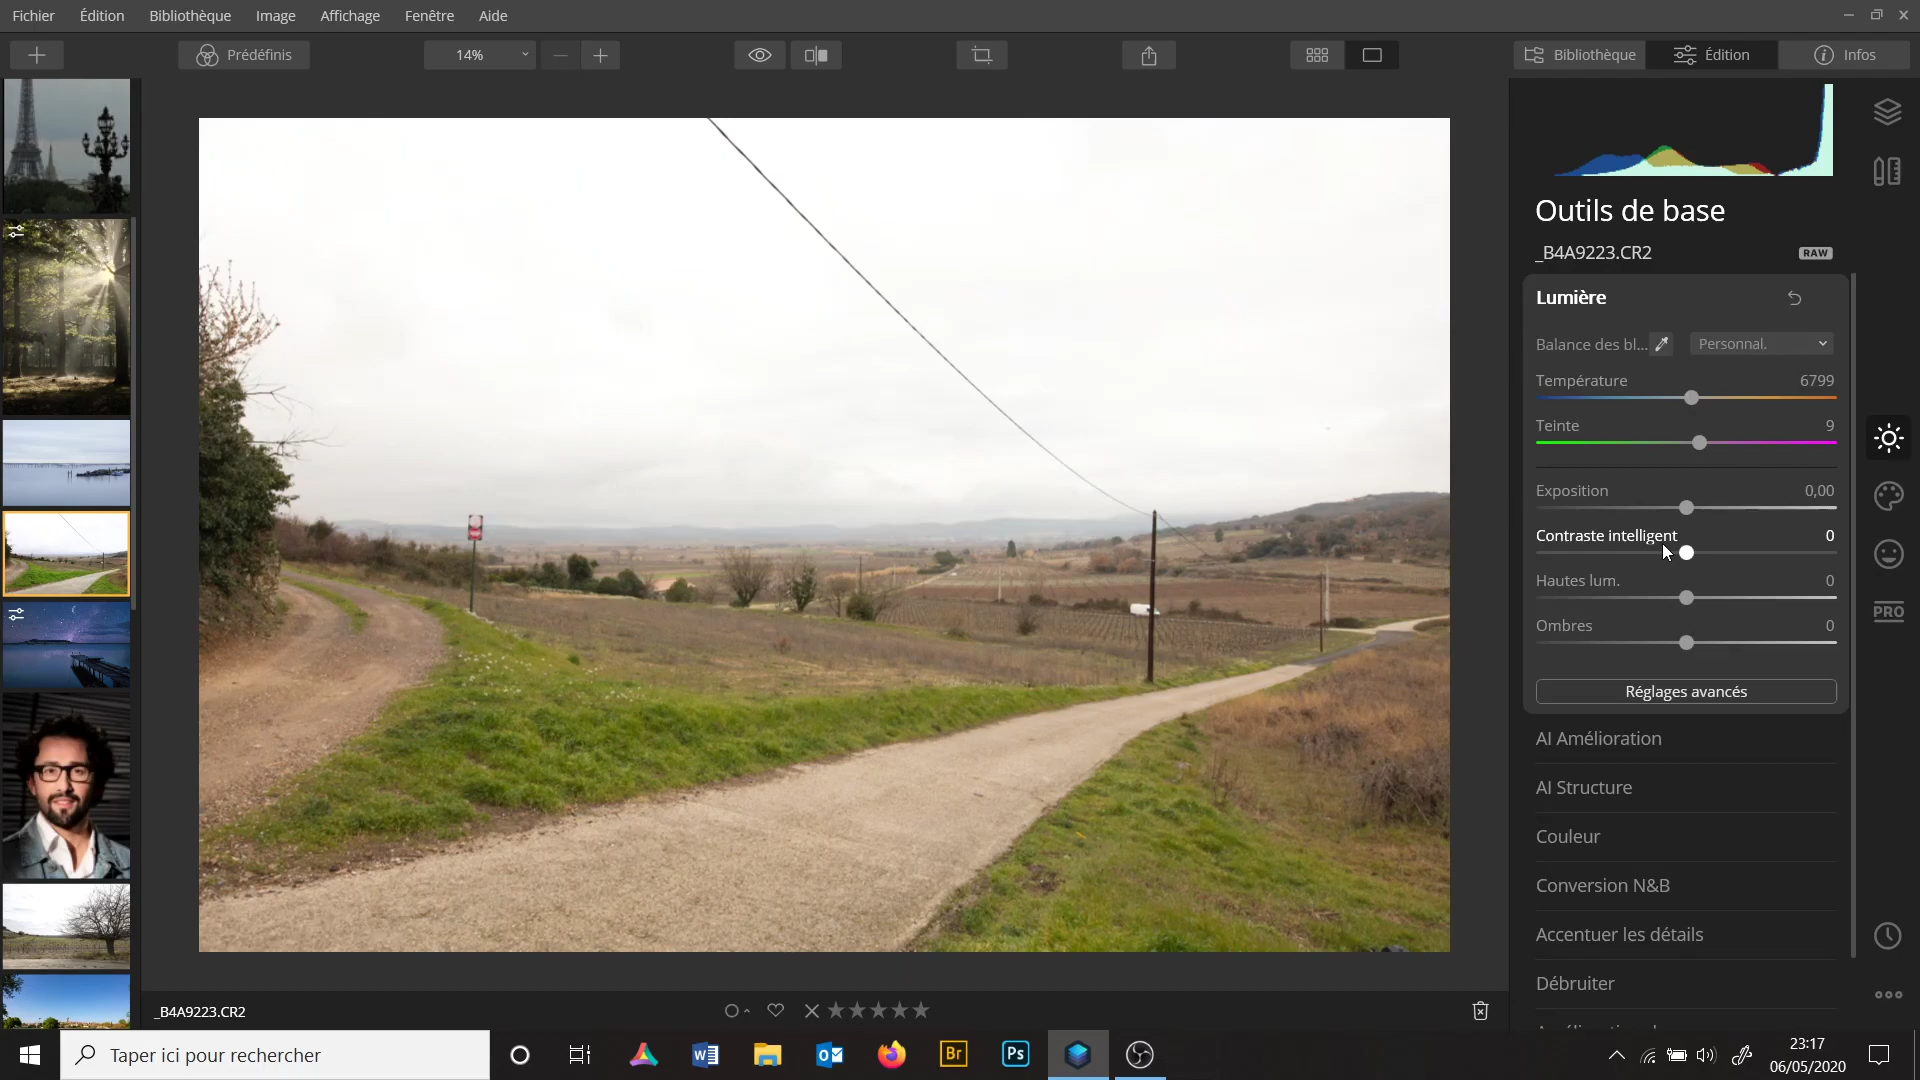 Fichier Édition Bibliothèque Image Affichage Fenêtre Aide
Prédéfinis 14% Bibliothèque Édition Infos
Outils de base
_B4A9223.CR2 RAW
Lumière
Balance des bl... Personnal.
Température 6799
Teinte 9
Exposition 0,00
Contraste intelligent 0
Hautes lum. 0
Ombres 0
PRO
Réglages avancés
AI Amélioration
AI Structure
Couleur
Conversion N&B
Accentuer les détails
Débruiter
_B4A9223.CR2
Taper ici pour rechercher
Br
Ps
23:17
06/05/2020